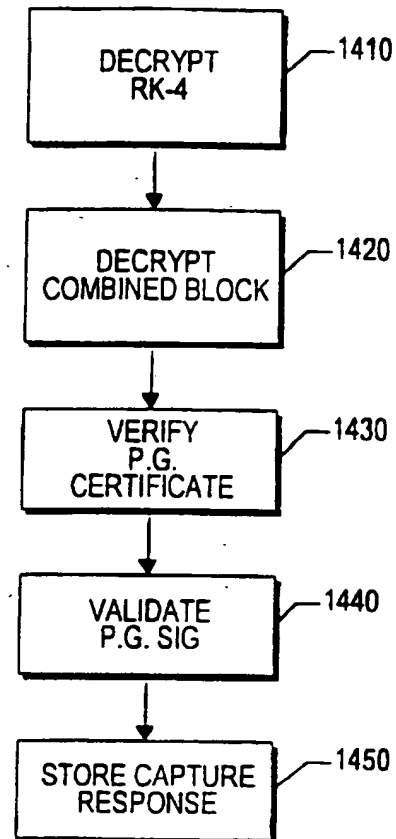 DECRYPT
RK-4
1410
DECRYPT
COMBINED BLOCK
1420
VERIFY
P.G.
CERTIFICATE
1430
VALIDATE
P.G. SIG
1440
STORE CAPTURE
RESPONSE
1450